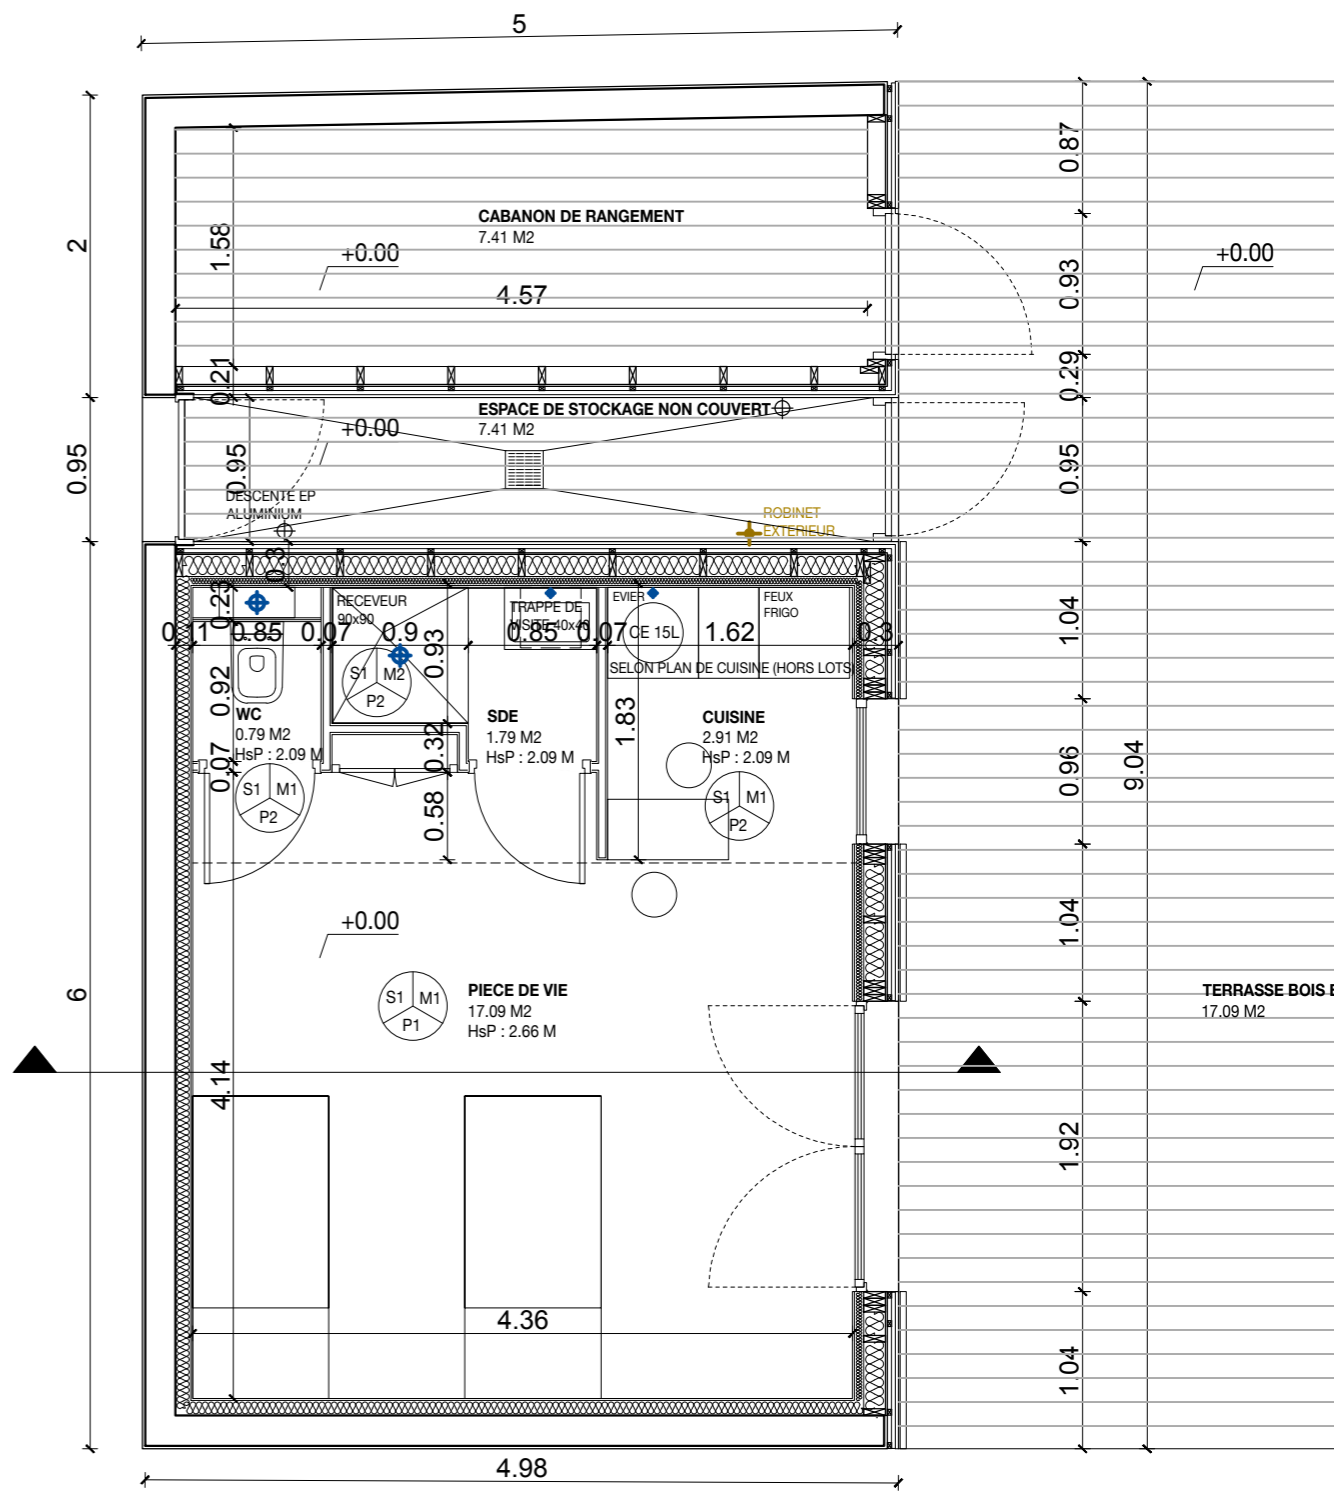 5
0.87
2
1.58
CABANON DE RANGEMENT
7.41 M2
+0.00
+0.00
0.93
4.57
0.29
0.21
ESPACE DE STOCKAGE NON COUVERT
7.41 M2
+0.00
0.95
0.95
0.95
DESCENTE EP
ALUMINIUM
ROBINET
EXTERIEUR
0.3
0.23
RECEVEUR
90x90
TRAPPE DE
VISITE 40x40
EVIER
FEUX
FRIGO
CE 15L
0.11 0.85 0.07 0.9 0.85 0.07 1.62 0.3
1.04
0.93
SELON PLAN DE CUISINE (HORS LOTS)
S1 M2
P2
0.92
WC
0.79 M2
HsP : 2.09 M
SDE
1.79 M2
HsP : 2.09 M
1.83
CUISINE
2.91 M2
HsP : 2.09 M
0.32
0.07
0.96
9.04
S1 M1
P2
0.58
S1 M1
P2
+0.00
1.04
6
S1 M1
P1
PIECE DE VIE
17.09 M2
HsP : 2.66 M
TERRASSE BOIS E
17.09 M2
4.14
1.92
4.36
1.04
4.98